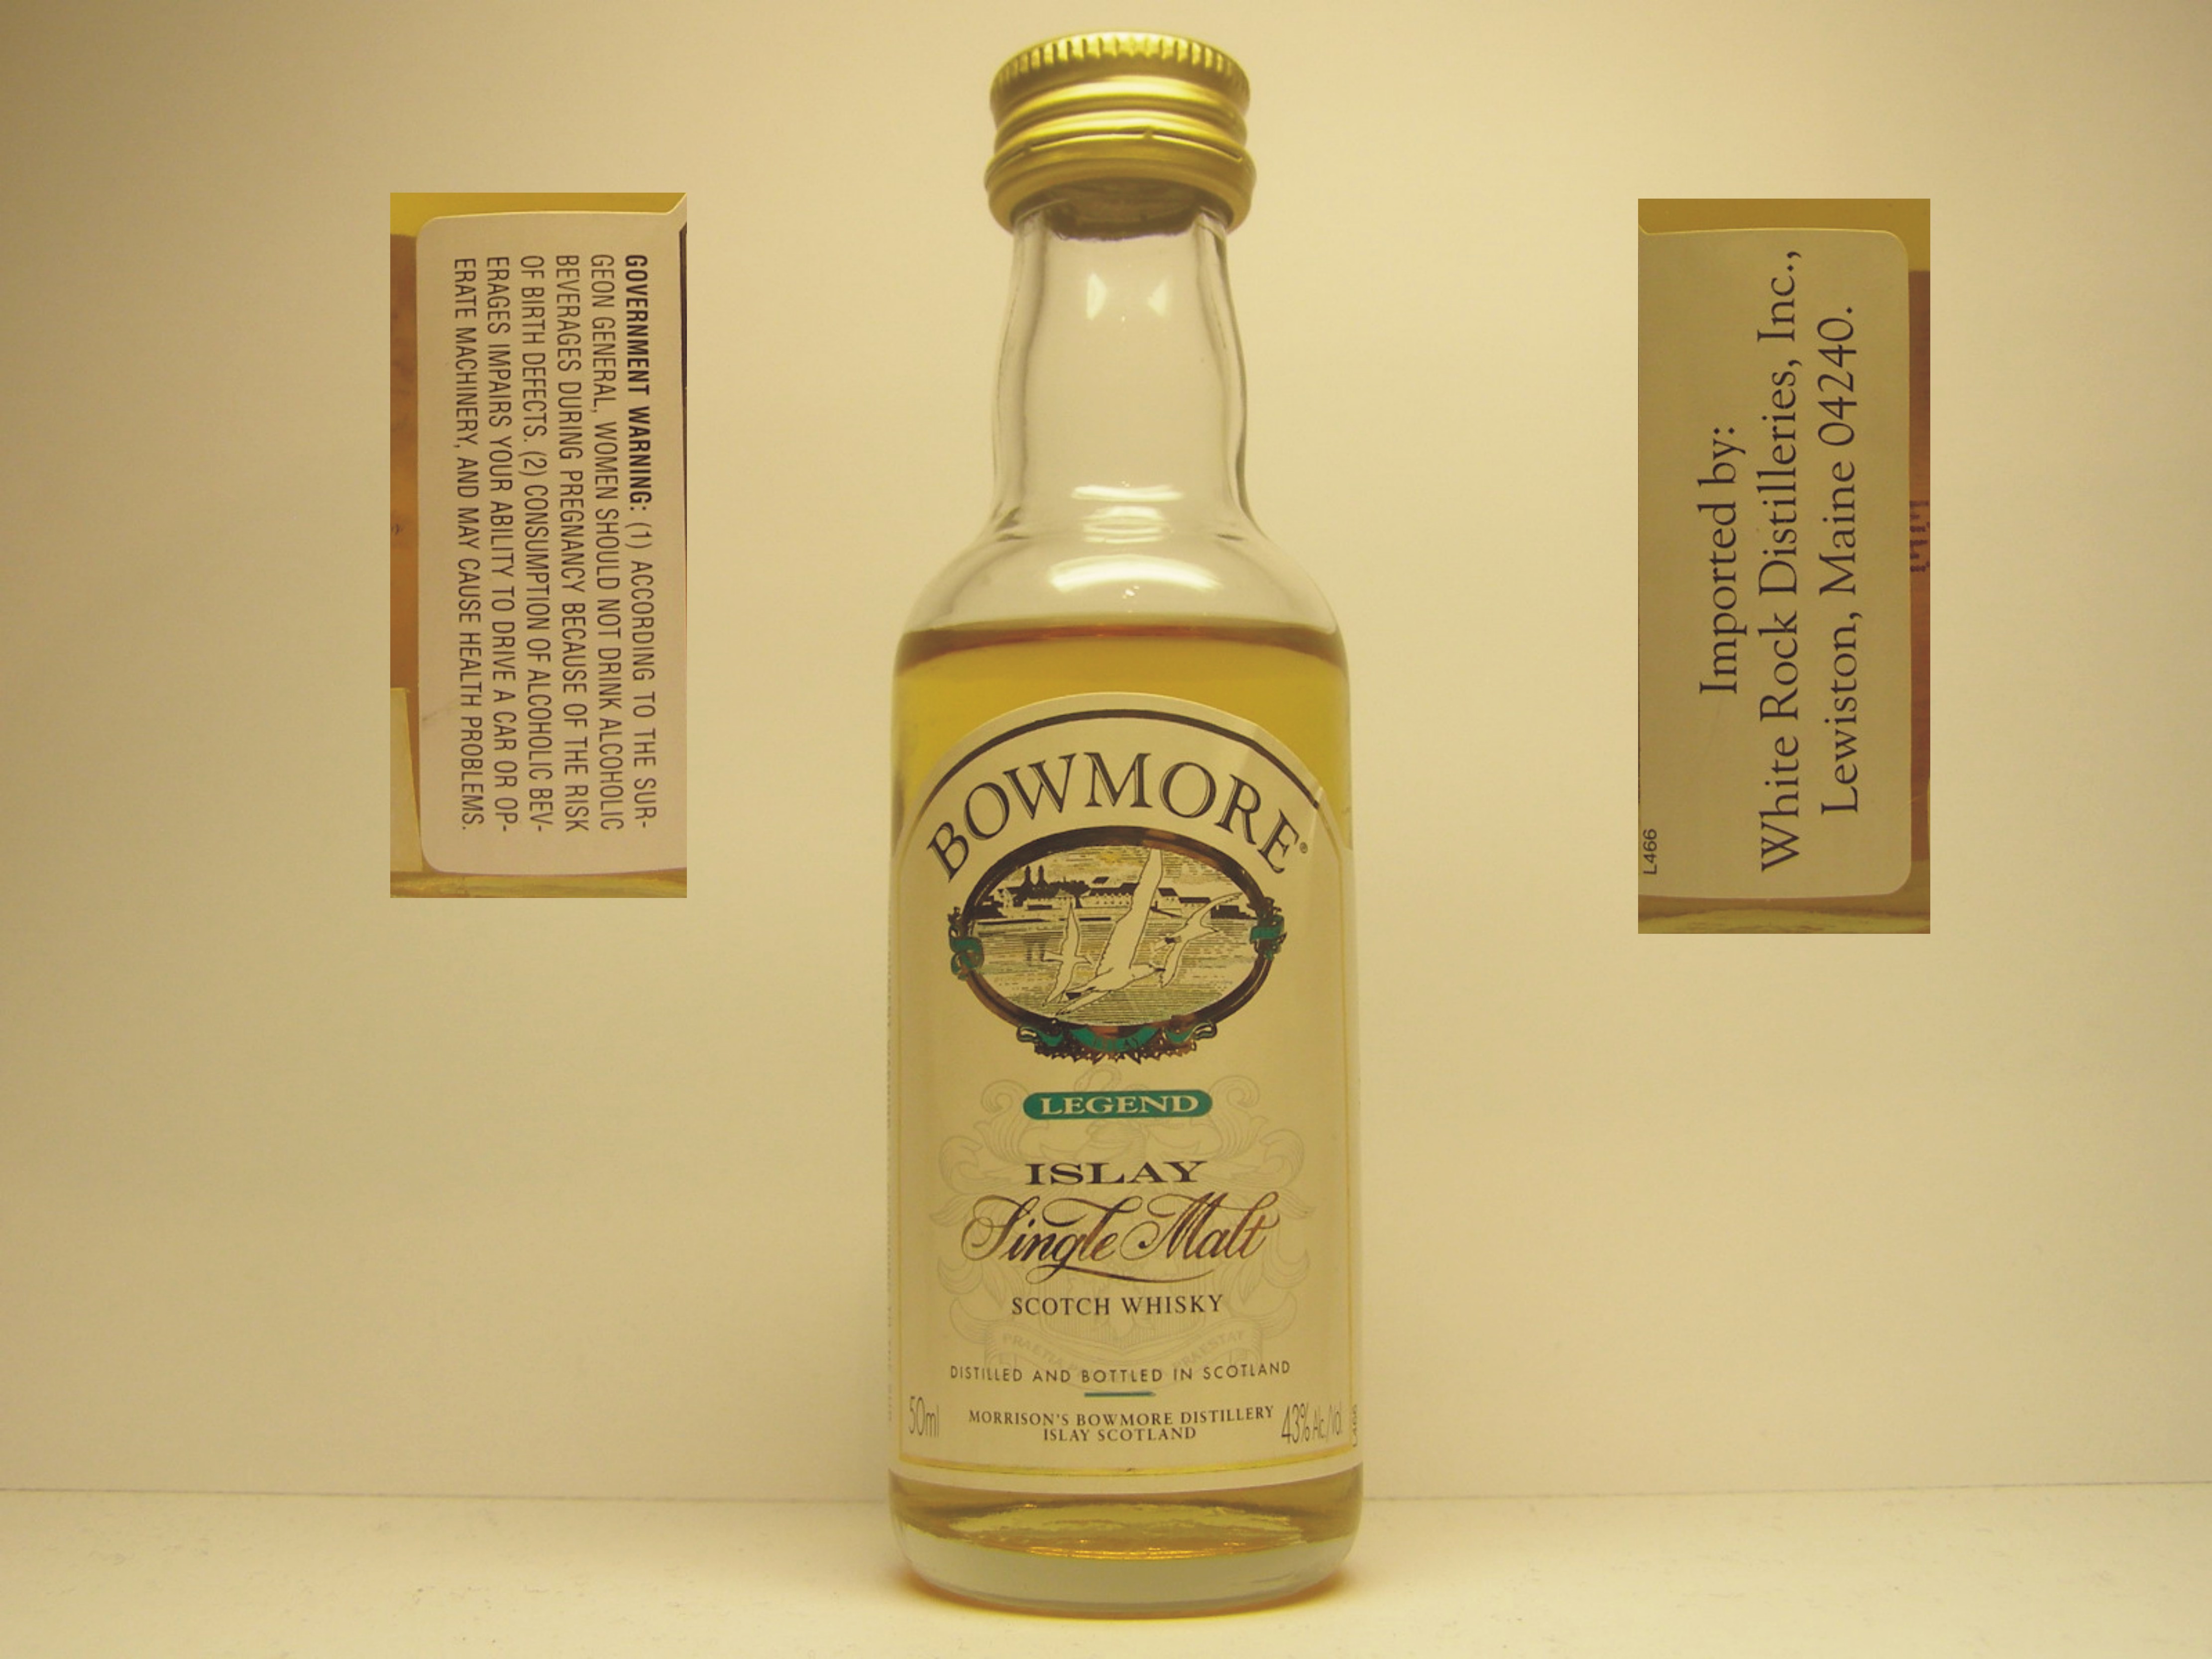 GOVERNMENT WARNING: (1) ACCORDING TO THE SUR-
GEON GENERAL, WOMEN SHOULD NOT DRINK ALCOHOLIC
BEVERAGES DURING PREGNANCY BECAUSE OF THE RISK
OF BIRTH DEFECTS. (2) CONSUMPTION OF ALCOHOLIC BEV-
ERAGES IMPAIRS YOUR ABILITY TO DRIVE A CAR OR OP-
ERATE MACHINERY, AND MAY CAUSE HEALTH PROBLEMS.
BOWMORE®
LEGEND
ISLAY
Single Malt
SCOTCH WHISKY
DISTILLED AND BOTTLED IN SCOTLAND
50ml
MORRISON'S BOWMORE DISTILLERY
ISLAY SCOTLAND
43% Alc./Vol.
Imported by:
White Rock Distilleries, Inc.,
Lewiston, Maine 04240.
L466